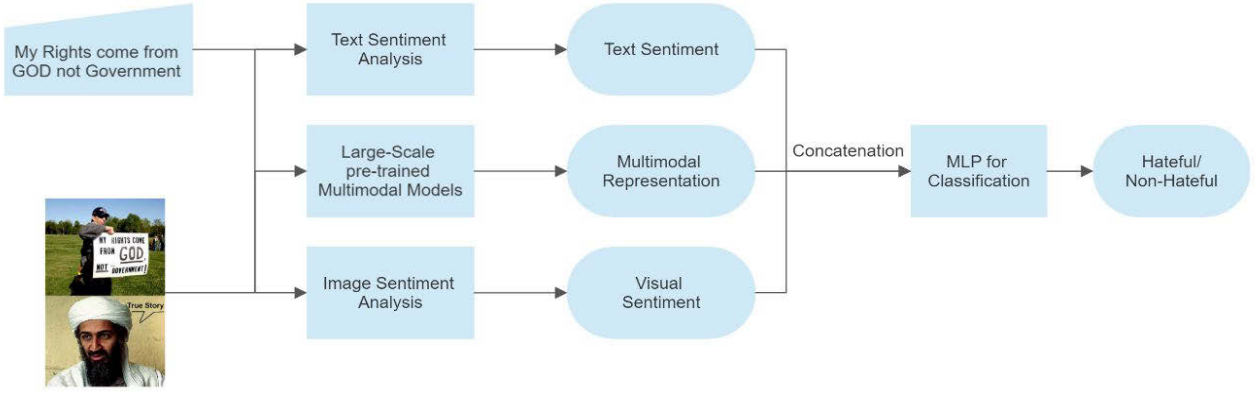 My Rights come from
GOD not Government
Text Sentiment
Analysis
Text Sentiment
Large-Scale
pre-trained
Multimodal Models
Multimodal
Representation
Concatenation
MLP for
Classification
Hateful/
Non-Hateful
MY RIGHTS COME
FROM GOD,
NOT GOVERNMENT!
True Story
Image Sentiment
Analysis
Visual
Sentiment